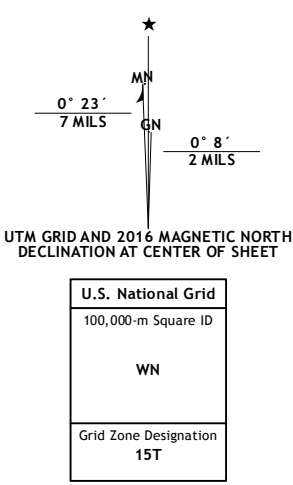 ★
MN
0° 23´
7 MILS
GN
0° 8´
2 MILS
UTM GRID AND 2016 MAGNETIC NORTH
DECLINATION AT CENTER OF SHEET
U.S. National Grid
100,000-m Square ID
WN
Grid Zone Designation
15T